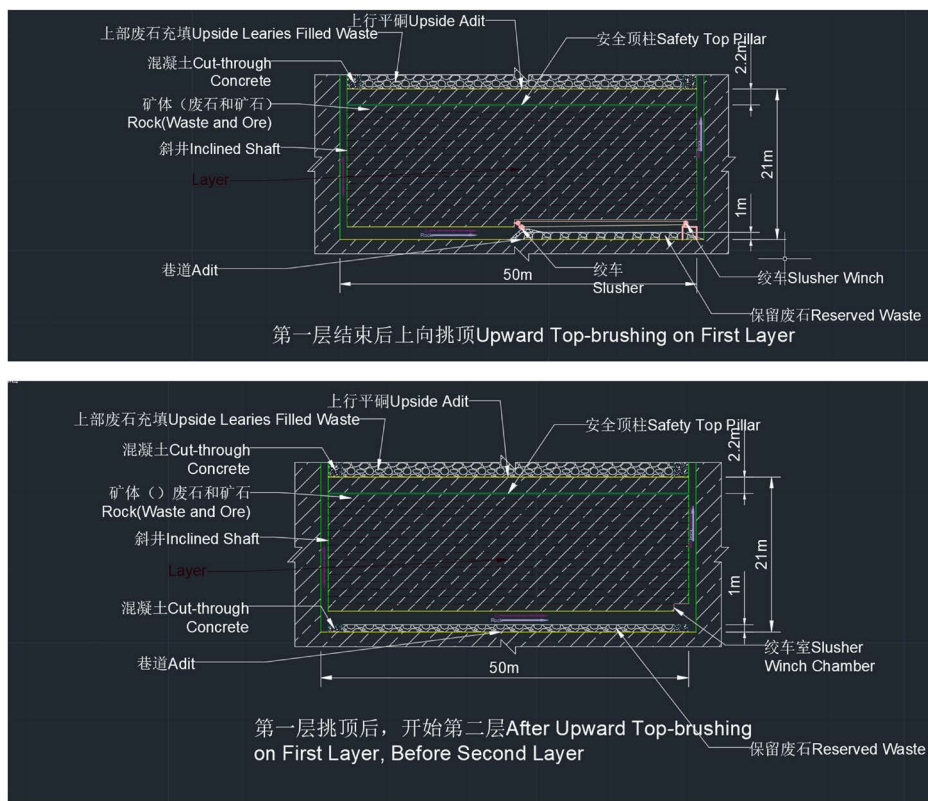 上行平硐Upside Adit
上部废石充填Upside Learies Filled Waste
安全顶柱Safety Top Pillar
混凝土Cut-through
Concrete
2.2m
矿体（废石和矿石）
Rock(Waste and Ore)
斜井Inclined Shaft
21m
Layer
1m
巷道Adit
50m
绞车
Slusher
绞车Slusher Winch
保留废石Reserved Waste
第一层结束后上向挑顶Upward Top-brushing on First Layer
上行平硐Upside Adit
上部废石充填Upside Learies Filled Waste
安全顶柱Safety Top Pillar
混凝土Cut-through
Concrete
2.2m
矿体（）废石和矿石
Rock(Waste and Ore)
斜井Inclined Shaft
21m
Layer
1m
混凝土Cut-through
Concrete
巷道Adit
50m
绞车室Slusher
Winch Chamber
第一层挑顶后，开始第二层After Upward Top-brushing
on First Layer, Before Second Layer
保留废石Reserved Waste